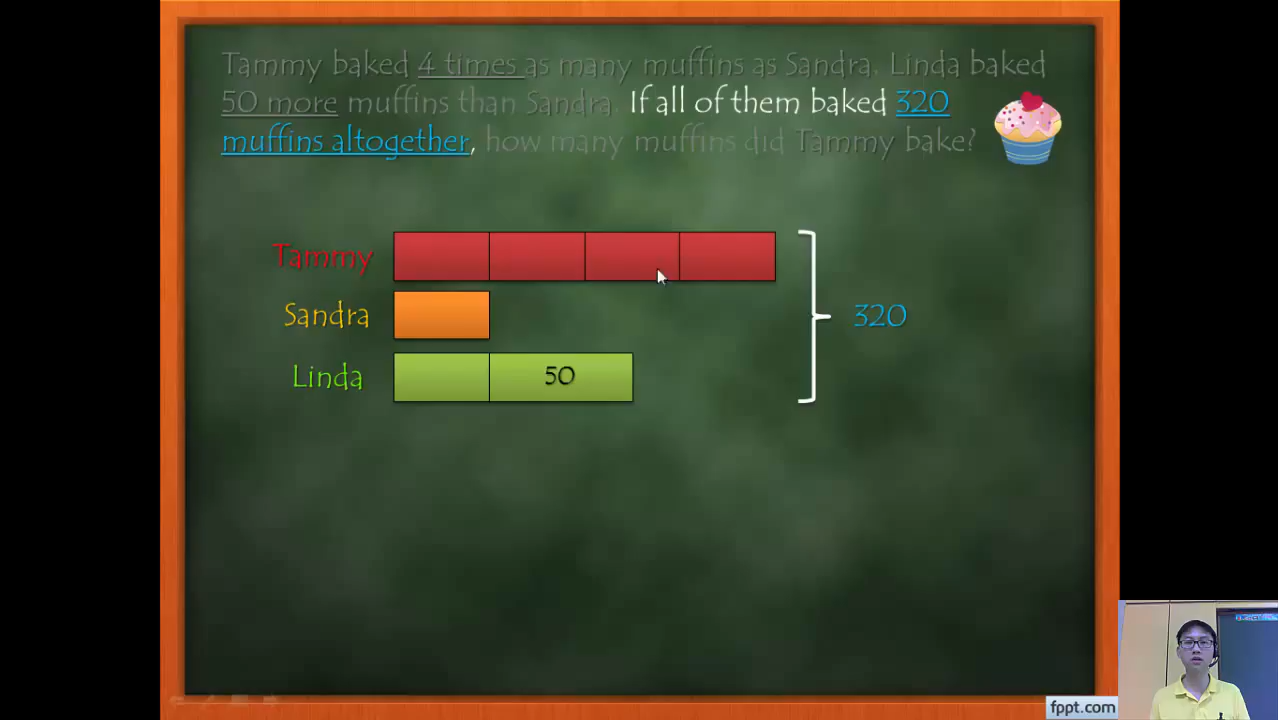 Tammy baked 4 times as many muffins as Sandra. Linda baked
50 more muffins than Sandra. If all of them baked 320
muffins altogether, how many muffins did Tammy bake?
Tammy
Sandra
320
Linda
50
fppt.com